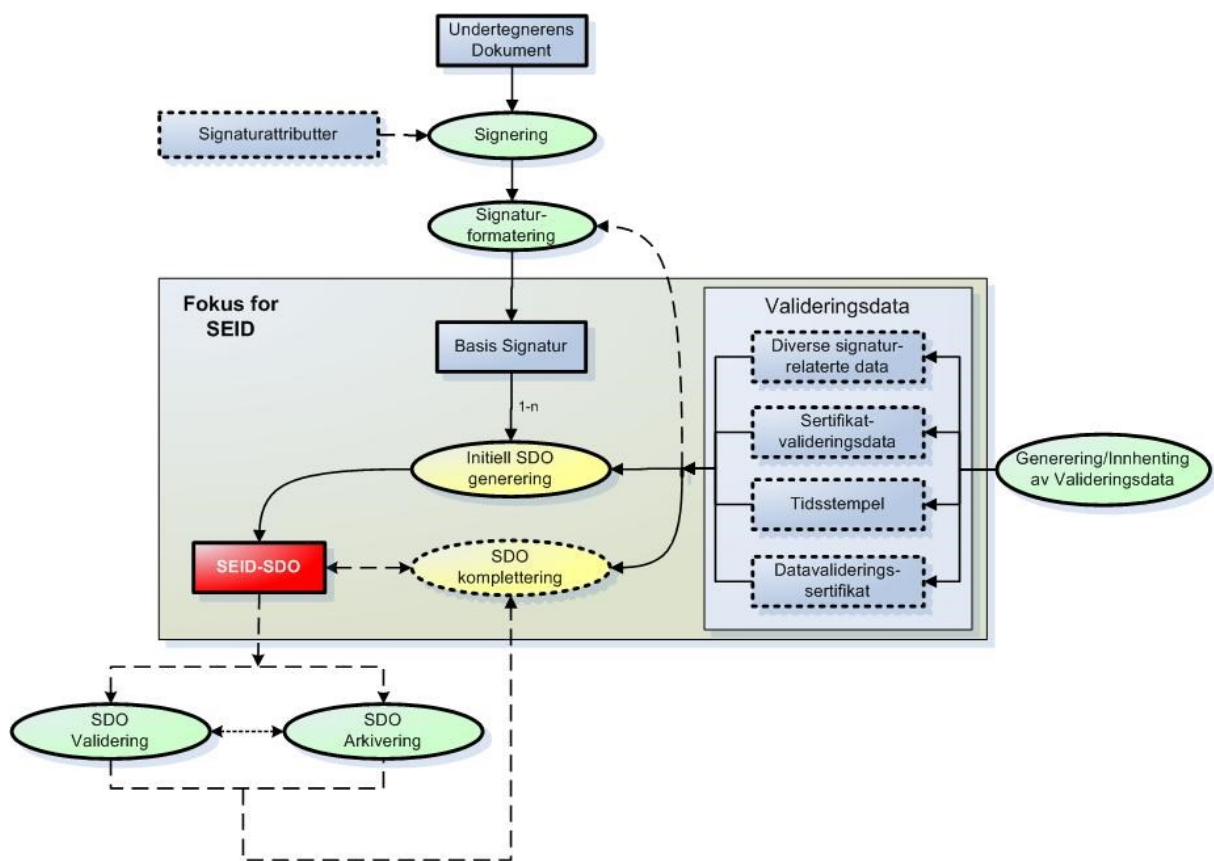 Undertegnerens
Dokument
Signaturattributter
Signering
Signatur-
formatering
Fokus for
SEID
Valideringsdata
Basis Signatur
Diverse signatur-
relaterte data
1-n
Sertifikat-
valideringsdata
Initiell SDO
generering
Generering/Innhenting
av Valideringsdata
Tidsstempel
SEID-SDO
SDO
komplettering
Datavaliderings-
sertifikat
SDO
Validering
SDO
Arkivering